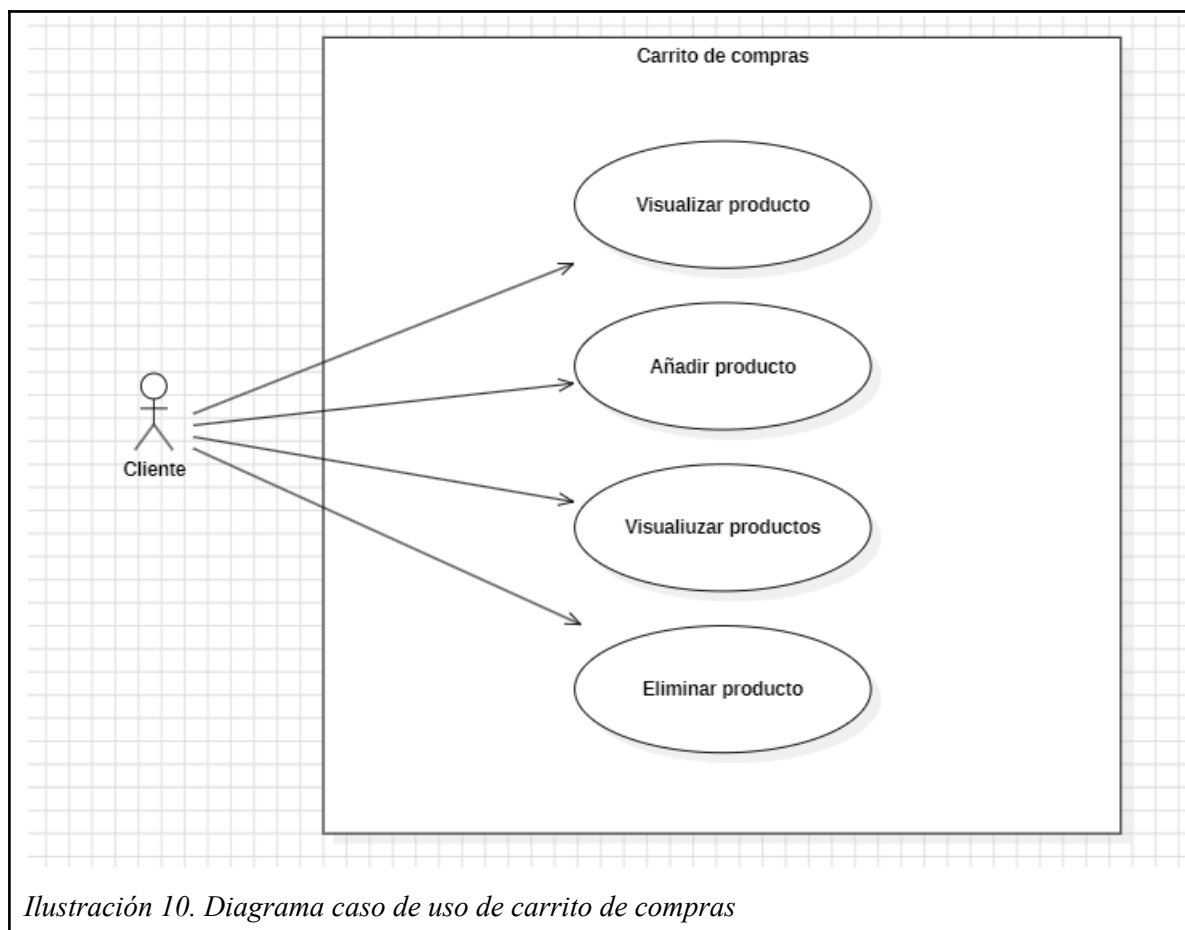 Carrito de compras
Visualizar producto
Añadir producto
Cliente
Visualiuzar productos
Eliminar producto
Ilustración 10. Diagrama caso de uso de carrito de compras